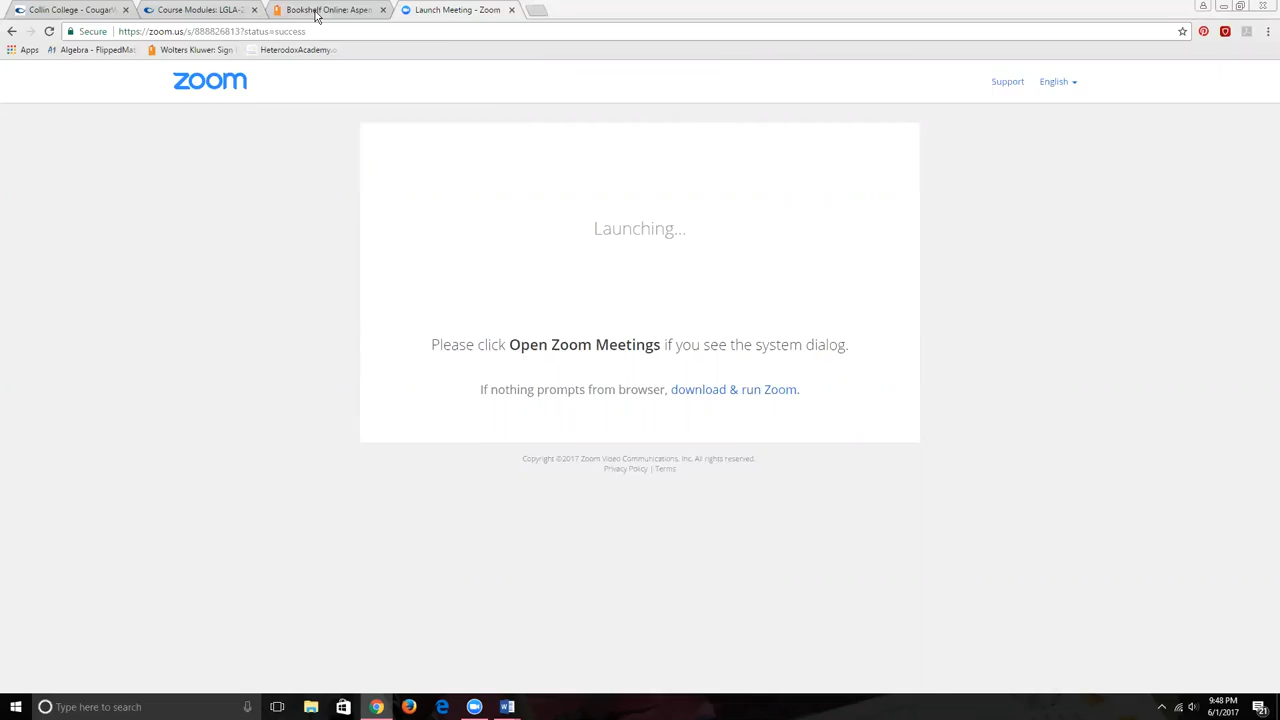 Collin College - CougarW
Course Modules: LGLA-2
Bookshelf Online: Aspen
Launch Meeting - Zoom
Secure
https://zoom.us/s/888826813?status=success
Apps
Algebra - FlippedMat
Wolters Kluwer: Sign I
HeterodoxAcademy.o
zoom
Support
English
Launching...
Please click Open Zoom Meetings if you see the system dialog.
If nothing prompts from browser, download & run Zoom.
Copyright ©2017 Zoom Video Communications, Inc. All rights reserved.
Privacy Policy | Terms
Type here to search
9:48 PM
6/1/2017